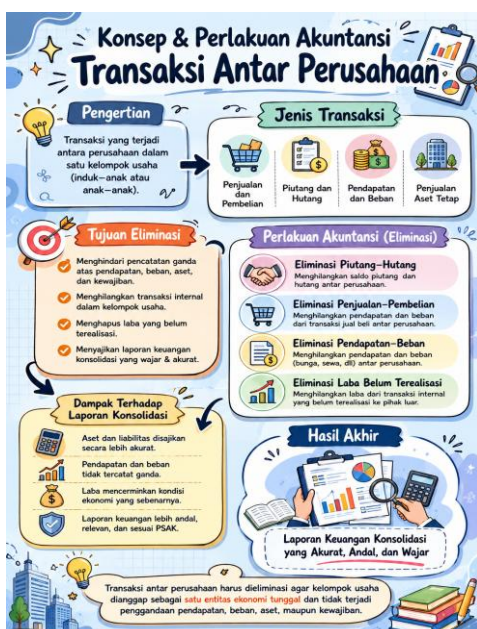 Konsep & Perlakuan Akuntansi
Transaksi Antar Perusahaan
Pengertian
Transaksi yang terjadi
antara perusahaan dalam
satu kelompok usaha
(induk–anak atau
anak–anak).
Jenis Transaksi
Penjualan
dan
Pembelian
Piutang dan
Hutang
Pendapatan
dan Beban
Penjualan
Aset Tetap
Tujuan Eliminasi
Menghindari pencatatan ganda
atas pendapatan, beban, aset,
dan kewajiban.
Menghilangkan transaksi internal
dalam kelompok usaha.
Menghapus laba yang belum
terealisasi.
Menyajikan laporan keuangan
konsolidasi yang wajar & akurat.
Perlakuan Akuntansi (Eliminasi)
Eliminasi Piutang–Hutang
Menghilangkan saldo piutang dan
hutang antar perusahaan.
Eliminasi Penjualan–Pembelian
Menghilangkan pendapatan dan beban
dari transaksi jual beli antar perusahaan.
Eliminasi Pendapatan–Beban
Menghilangkan pendapatan dan beban
(bunga, sewa, dll) antar perusahaan.
Eliminasi Laba Belum Terealisasi
Menghilangkan laba dari transaksi internal
yang belum terealisasi ke pihak luar.
Dampak Terhadap
Laporan Konsolidasi
Aset dan liabilitas disajikan
secara lebih akurat.
Pendapatan dan beban
tidak tercatat ganda.
Laba mencerminkan kondisi
ekonomi yang sebenarnya.
Laporan keuangan lebih andal,
relevan, dan sesuai PSAK.
Hasil Akhir
Laporan Keuangan Konsolidasi
yang Akurat, Andal, dan Wajar
Transaksi antar perusahaan harus dieliminasi agar kelompok usaha
dianggap sebagai satu entitas ekonomi tunggal dan tidak terjadi
penggandaan pendapatan, beban, aset, maupun kewajiban.